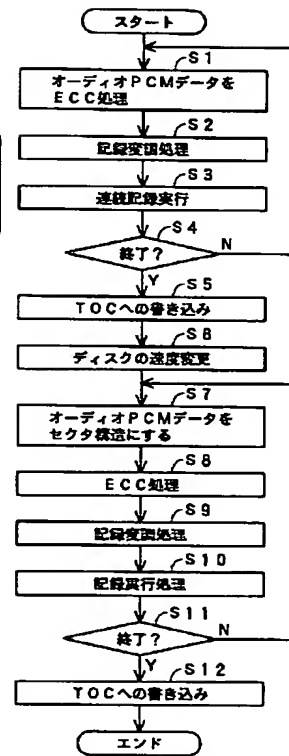 スタート
S1
オーディオPCMデータを
ECC処理
S2
記録変調処理
S3
連続記録実行
S4
終了?
N
Y
S5
TOCへの書き込み
S6
ディスクの速度変更
S7
オーディオPCMデータを
セクタ構造にする
S8
ECC処理
S9
記録変調処理
S10
記録実行処理
S11
終了?
N
Y
S12
TOCへの書き込み
エンド